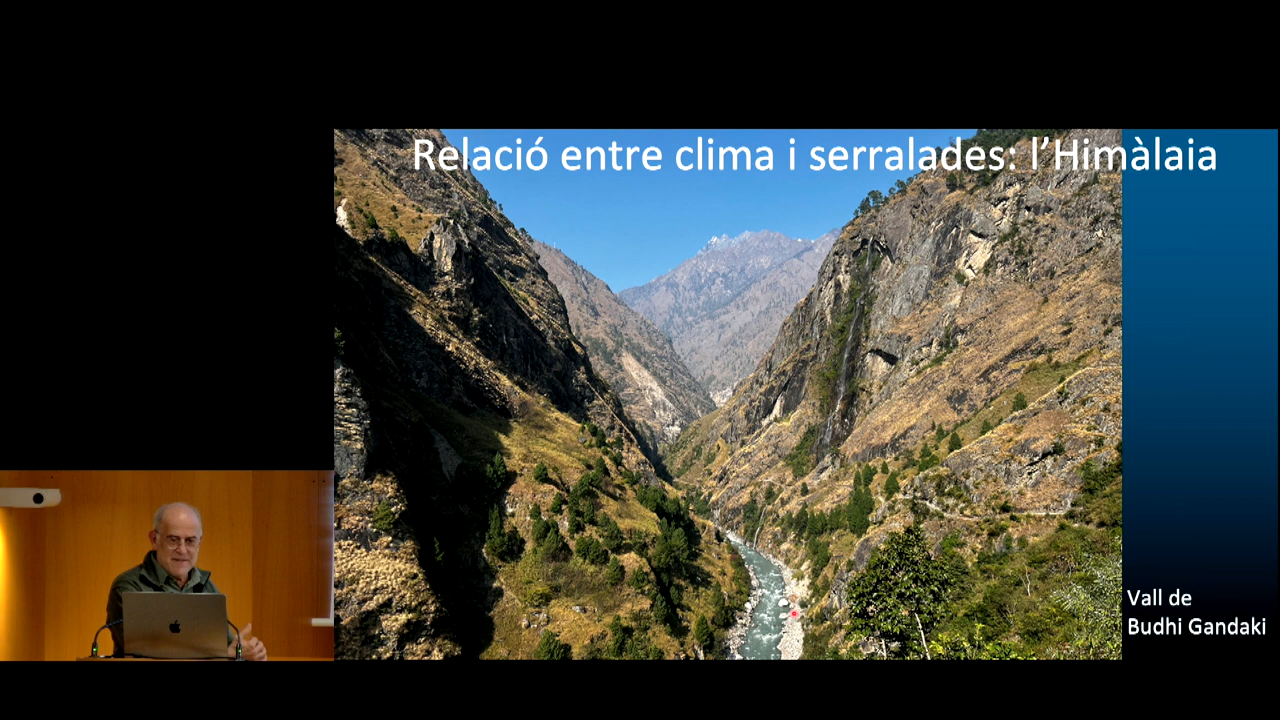 Relació entre clima i serralades: l’Himàlaia
Vall de
Budhi Gandaki